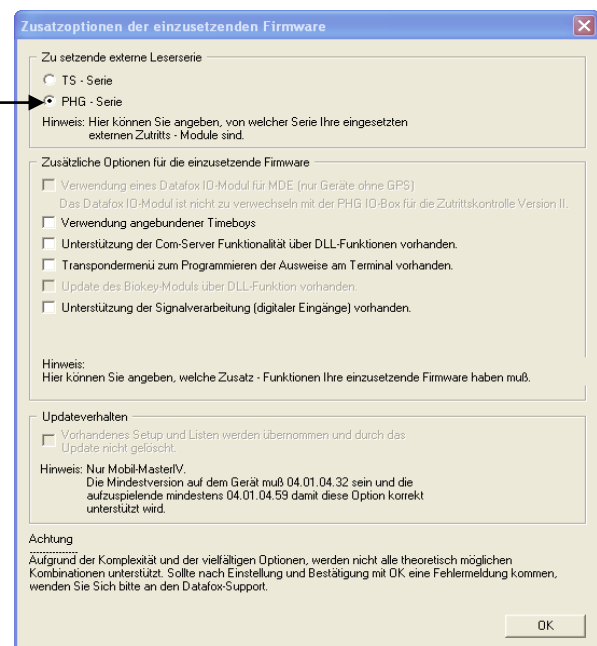 Zusatzoptionen der einzusetzenden Firmware
Zu setzende externe Leserserie
TS - Serie
PHG - Serie
Hinweis: Hier können Sie angeben, von welcher Serie Ihre eingesetzten
externen Zutritts - Module sind.
Zusätzliche Optionen für die einzusetzende Firmware
Verwendung eines Datafox IO-Modul für MDE (nur Geräte ohne GPS)
Das Datafox IO-Modul ist nicht zu verwechseln mit der PHG IO-Box für die Zutrittskontrolle Version II.
Verwendung angebundener Timeboys
Unterstützung der Com-Server Funktionalität über DLL-Funktionen vorhanden.
Transpondermenü zum Programmieren der Ausweise am Terminal vorhanden.
Update des Biokey-Moduls über DLL-Funktion vorhanden.
Unterstützung der Signalverarbeitung (digitaler Eingänge) vorhanden.
Hinweis:
Hier können Sie angeben, welche Zusatz - Funktionen Ihre einzusetzende Firmware haben muß.
Updateverhalten
Vorhandenes Setup und Listen werden übernommen und durch das
Update nicht gelöscht.
Hinweis: Nur Mobil-MasterIV.
Die Mindestversion auf dem Gerät muß 04.01.04.32 sein und die
aufzuspielende mindestens 04.01.04.59 damit diese Option korrekt
unterstützt wird.
Achtung
--------------
Aufgrund der Komplexität und der vielfältigen Optionen, werden nicht alle theoretisch möglichen
Kombinationen unterstützt. Sollte nach Einstellung und Bestätigung mit OK eine Fehlermeldung kommen,
wenden Sie Sich bitte an den Datafox-Support.
OK